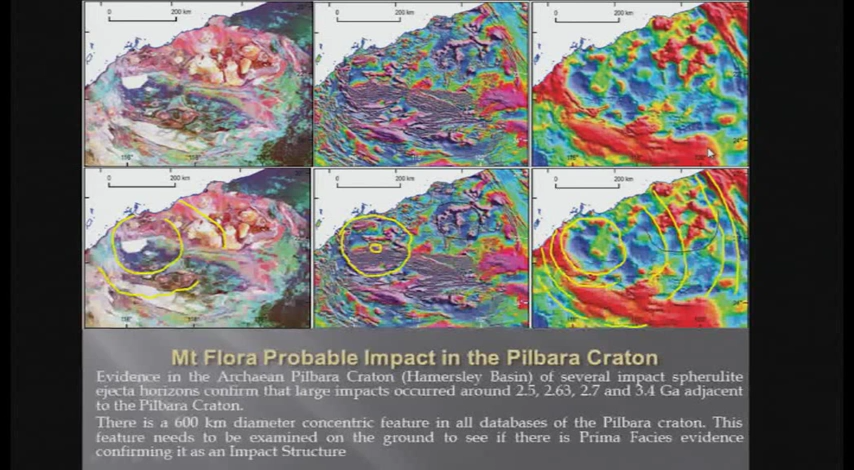 200 km
200 km
200 km
200 km
200 km
200 km
Mt Flora Probable Impact in the Pilbara Craton
Evidence in the Archaean Pilbara Craton (Hamersley Basin) of several impact spherulite
ejecta horizons confirm that large impacts occurred around 2.5, 2.63, 2.7 and 3.4 Ga adjacent
to the Pilbara Craton.
There is a 600 km diameter concentric feature in all databases of the Pilbara craton. This
feature needs to be examined on the ground to see if there is Prima Facies evidence
confirming it as an Impact Structure